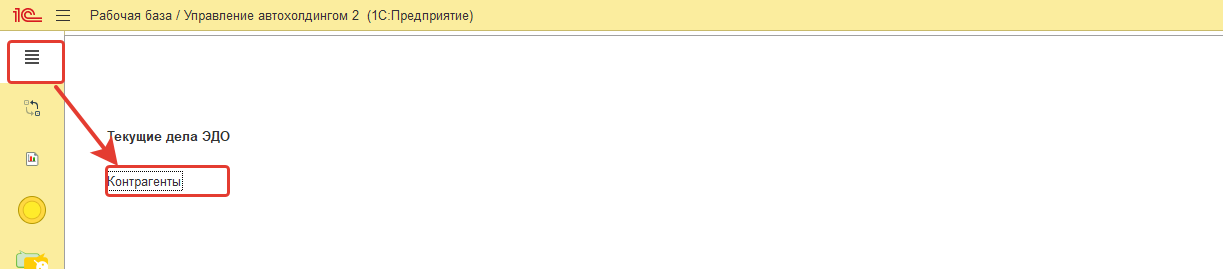 1С Рабочая база / Управление автохолдингом 2 (1С:Предприятие)
Текущие дела ЭДО
Контрагенты